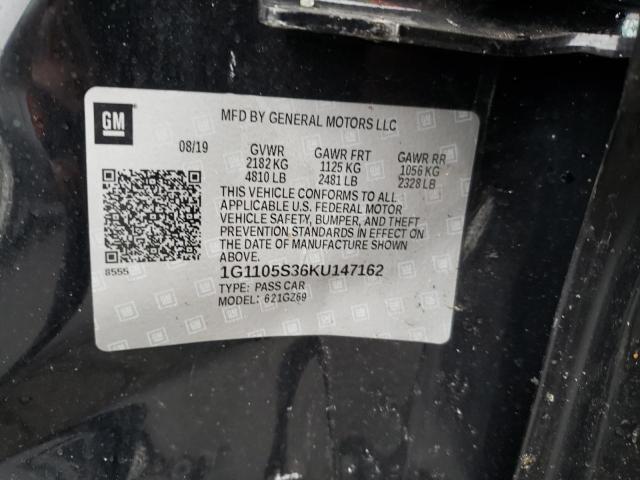 GM
MFD BY GENERAL MOTORS LLC
08/19 GVWR GAWR FRT GAWR RR
2182 KG 1125 KG 1056 KG
4810 LB 2481 LB 2328 LB
THIS VEHICLE CONFORMS TO ALL
APPLICABLE U.S. FEDERAL MOTOR
VEHICLE SAFETY, BUMPER, AND THEFT
PREVENTION STANDARDS IN EFFECT ON
THE DATE OF MANUFACTURE SHOWN
ABOVE.
8555
1G1105S36KU147162
TYPE: PASS CAR
MODEL: 621GZ69